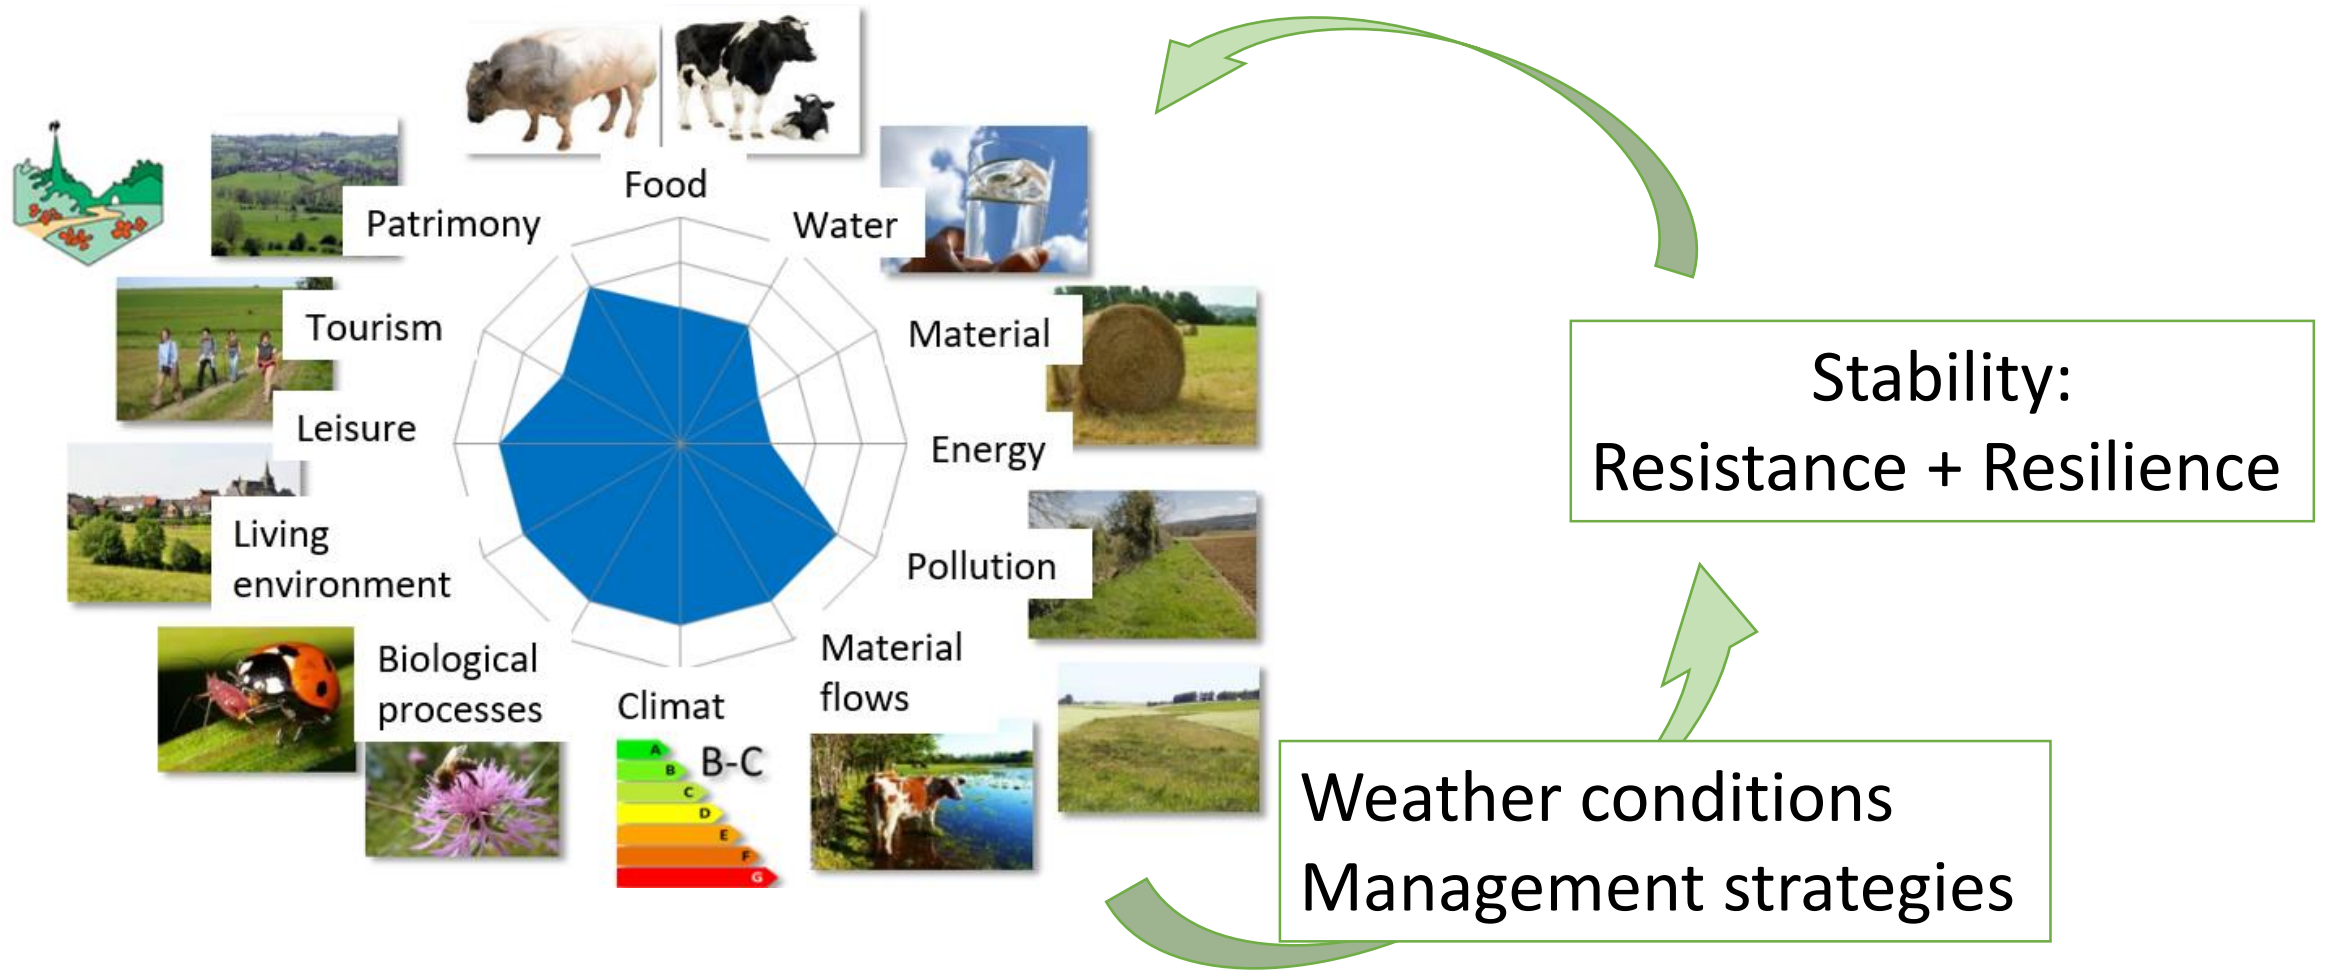 Food
Patrimony
Water
Tourism
Material
Leisure
Energy
Living
environment
Pollution
Biological
processes
Material
flows
Climat
B-C
A
B
C
D
E
F
G
Stability:
Resistance + Resilience
Weather conditions
Management strategies